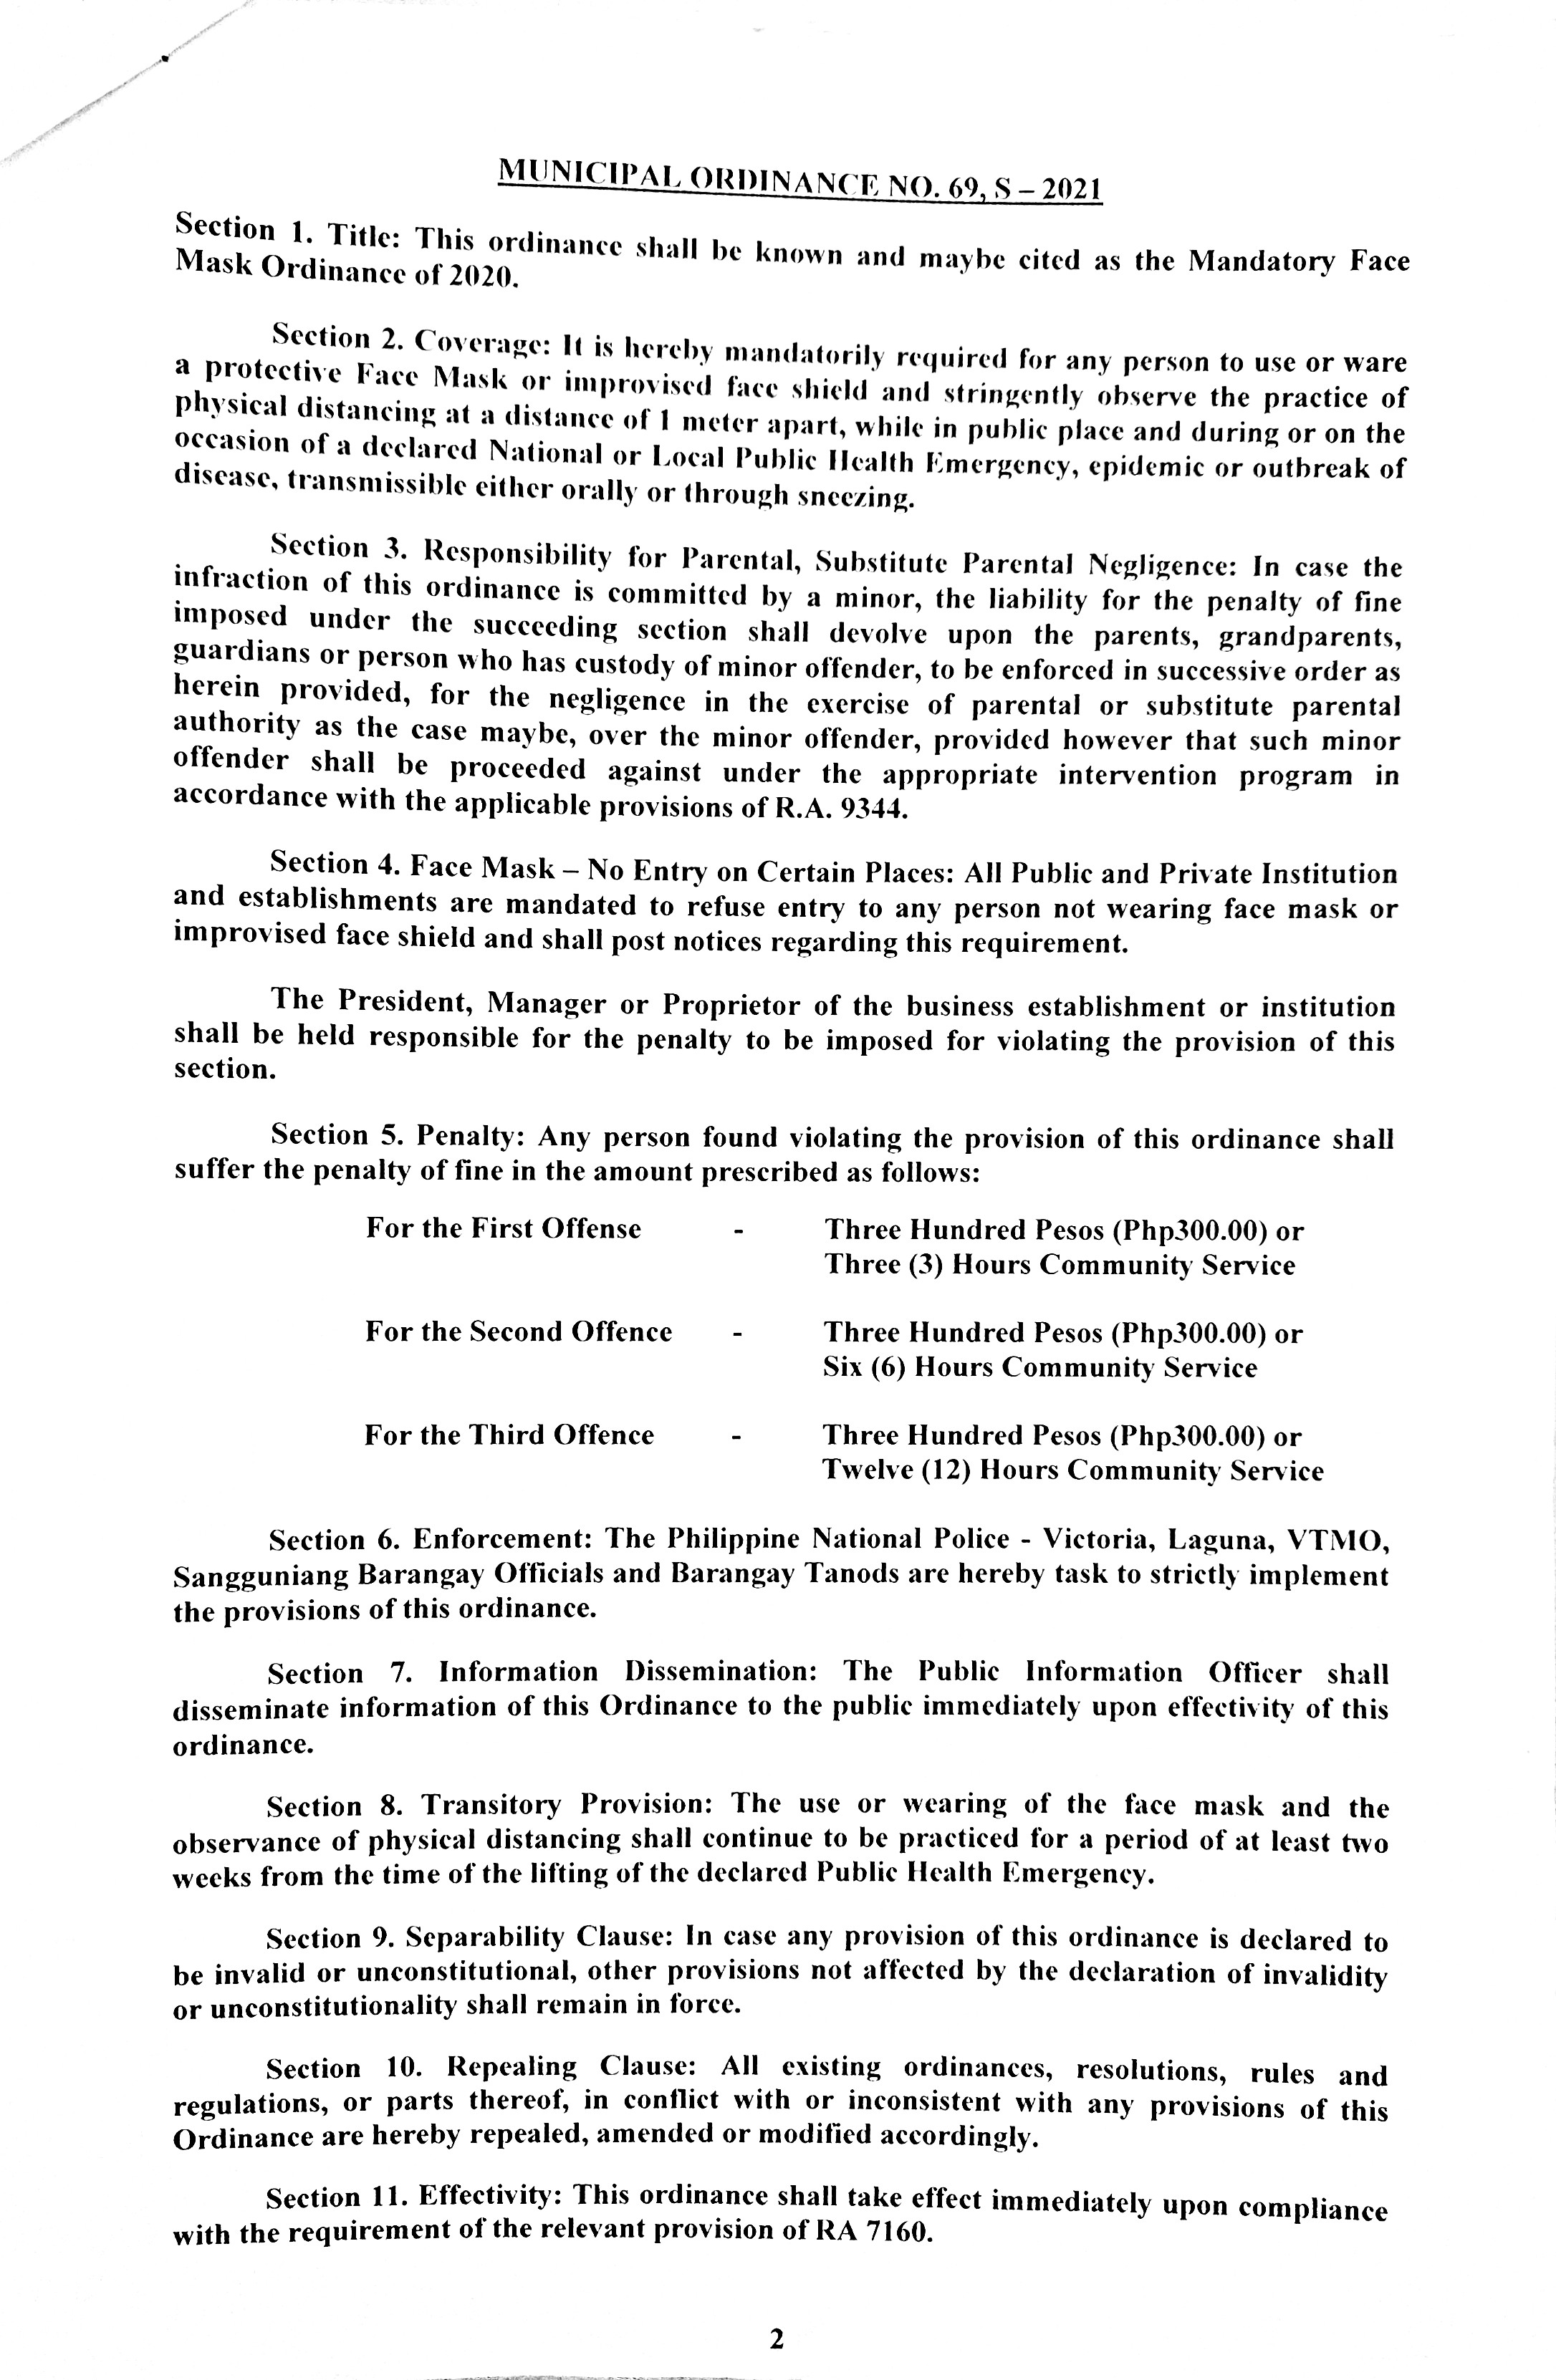 MUNICIPAL ORDINANCE NO. 69, S – 2021
Section 1. Title: This ordinance shall be known and maybe cited as the Mandatory Face
Mask Ordinance of 2020.
Section 2. Coverage: It is hereby mandatorily required for any person to use or ware
a protective Face Mask or improvised face shield and stringently observe the practice of
physical distancing at a distance of 1 meter apart, while in public place and during or on the
occasion of a declared National or Local Public Health Emergency, epidemic or outbreak of
disease, transmissible either orally or through sneezing.
Section 3. Responsibility for Parental, Substitute Parental Negligence: In case the
infraction of this ordinance is committed by a minor, the liability for the penalty of fine
imposed under the succeeding section shall devolve upon the parents, grandparents,
guardians or person who has custody of minor offender, to be enforced in successive order as
herein provided, for the negligence in the exercise of parental or substitute parental
authority as the case maybe, over the minor offender, provided however that such minor
offender shall be proceeded against under the appropriate intervention program in
accordance with the applicable provisions of R.A. 9344.
Section 4. Face Mask – No Entry on Certain Places: All Public and Private Institution
and establishments are mandated to refuse entry to any person not wearing face mask or
improvised face shield and shall post notices regarding this requirement.
The President, Manager or Proprietor of the business establishment or institution
shall be held responsible for the penalty to be imposed for violating the provision of this
section.
Section 5. Penalty: Any person found violating the provision of this ordinance shall
suffer the penalty of fine in the amount prescribed as follows:
For the First Offense - Three Hundred Pesos (Php300.00) or
Three (3) Hours Community Service
For the Second Offence - Three Hundred Pesos (Php300.00) or
Six (6) Hours Community Service
For the Third Offence - Three Hundred Pesos (Php300.00) or
Twelve (12) Hours Community Service
Section 6. Enforcement: The Philippine National Police - Victoria, Laguna, VTMO,
Sangguniang Barangay Officials and Barangay Tanods are hereby task to strictly implement
the provisions of this ordinance.
Section 7. Information Dissemination: The Public Information Officer shall
disseminate information of this Ordinance to the public immediately upon effectivity of this
ordinance.
Section 8. Transitory Provision: The use or wearing of the face mask and the
observance of physical distancing shall continue to be practiced for a period of at least two
weeks from the time of the lifting of the declared Public Health Emergency.
Section 9. Separability Clause: In case any provision of this ordinance is declared to
be invalid or unconstitutional, other provisions not affected by the declaration of invalidity
or unconstitutionality shall remain in force.
Section 10. Repealing Clause: All existing ordinances, resolutions, rules and
regulations, or parts thereof, in conflict with or inconsistent with any provisions of this
Ordinance are hereby repealed, amended or modified accordingly.
Section 11. Effectivity: This ordinance shall take effect immediately upon compliance
with the requirement of the relevant provision of RA 7160.
2